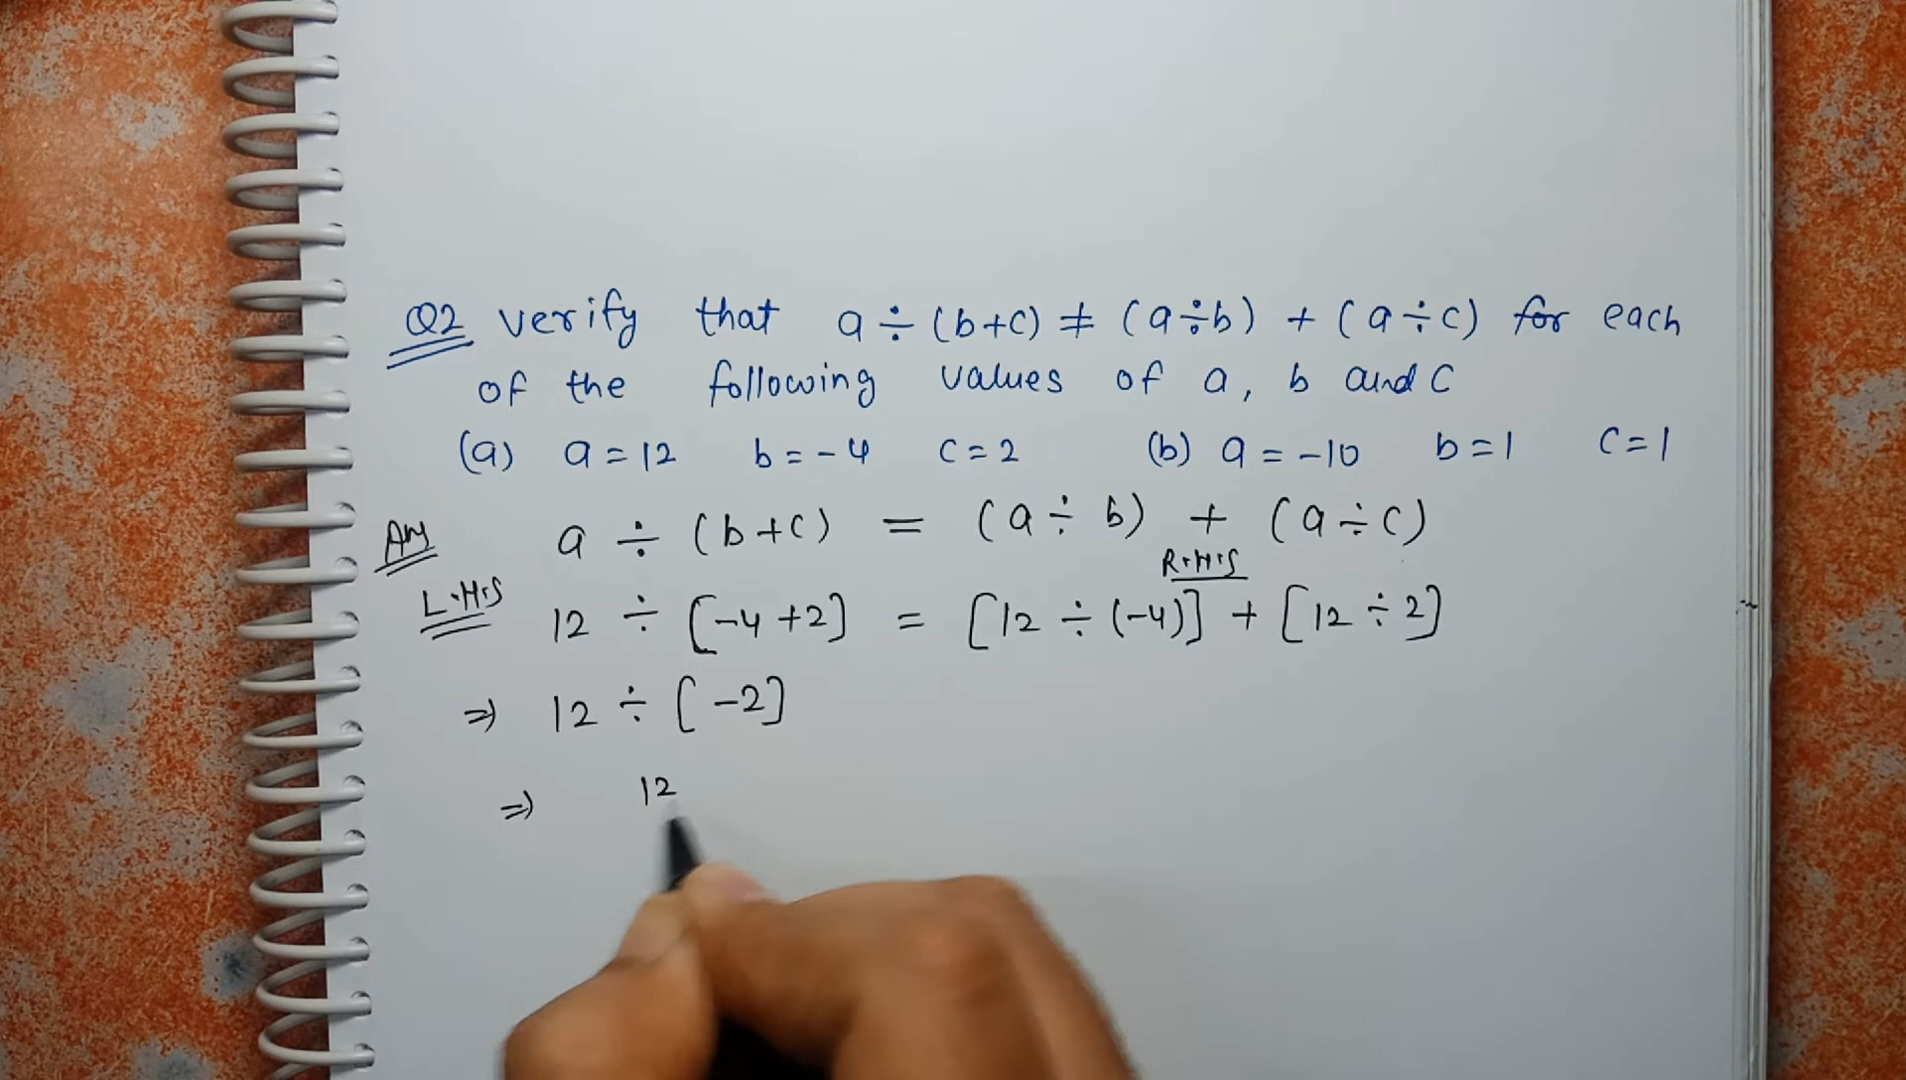 Q2 verify that a ÷ (b+c) ≠ (a÷b) + (a÷c) for each
of the following values of a, b and c
(a) a = 12 b = -4 c = 2 (b) a = -10 b = 1 c = 1
Ans a ÷ (b+c) = (a ÷ b) + (a ÷ c)
R.H.S
L.H.S 12 ÷ [-4 +2] = [12 ÷ (-4)] + [12 ÷ 2]
⇒ 12 ÷ [-2]
⇒ 12